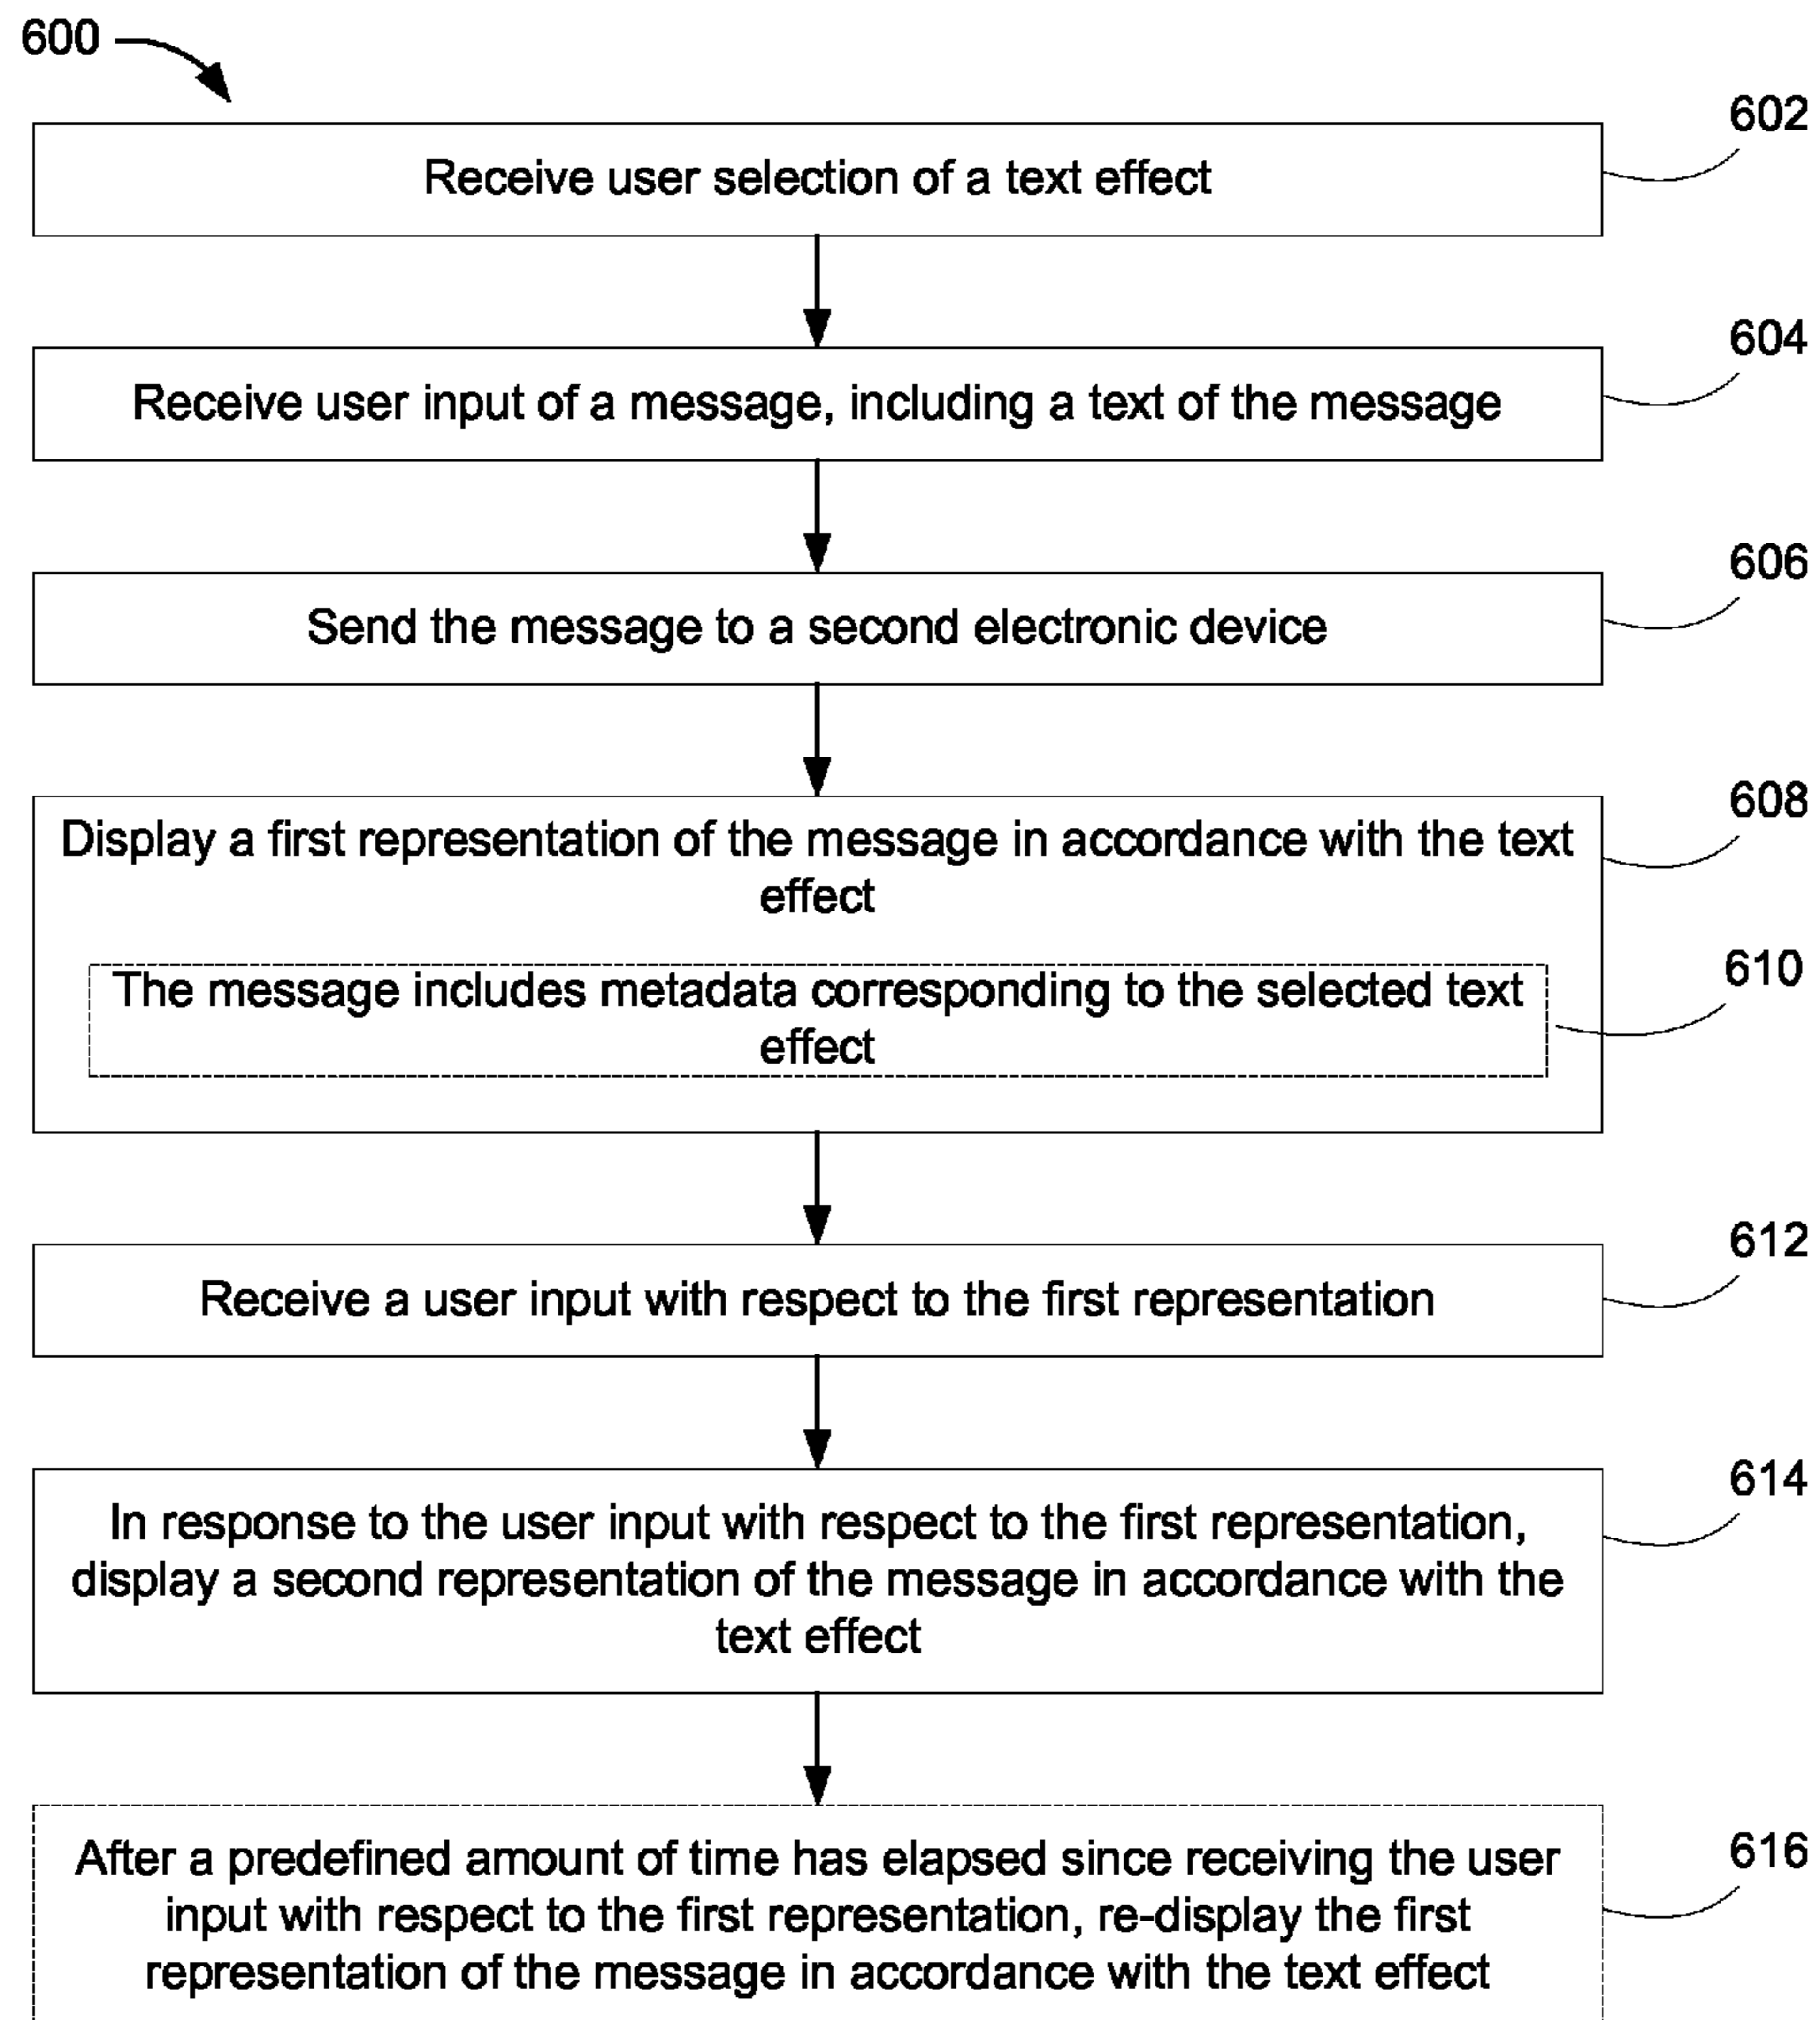 600
602
Receive user selection of a text effect
604
Receive user input of a message, including a text of the message
606
Send the message to a second electronic device
608
Display a first representation of the message in accordance with the text
effect
610
The message includes metadata corresponding to the selected text
effect
612
Receive a user input with respect to the first representation
614
In response to the user input with respect to the first representation,
display a second representation of the message in accordance with the
text effect
616
After a predefined amount of time has elapsed since receiving the user
input with respect to the first representation, re-display the first
representation of the message in accordance with the text effect